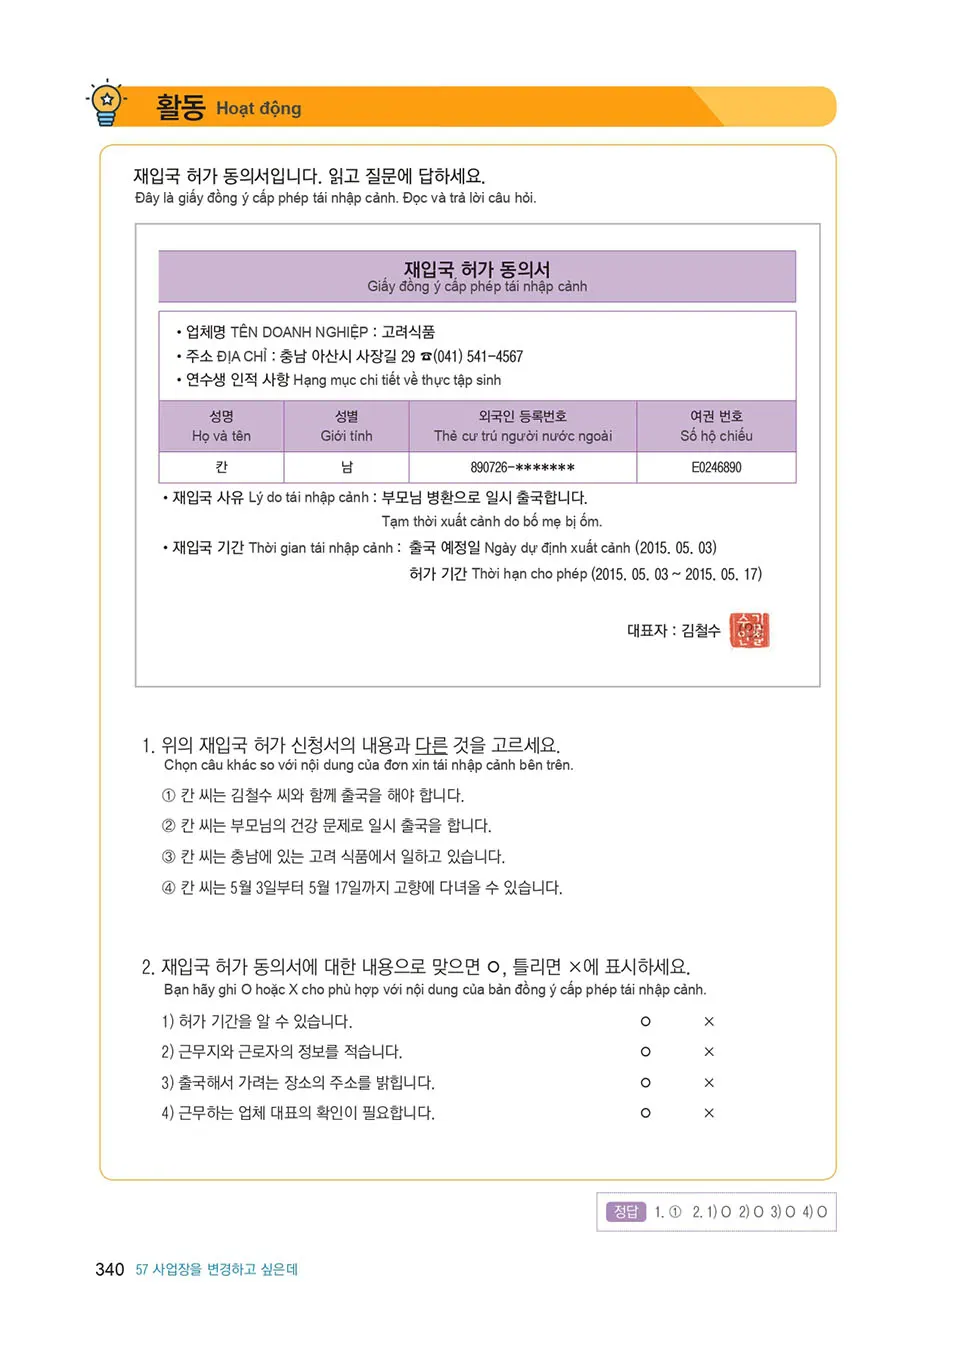 활동 Hoạt động
재입국 허가 동의서입니다. 읽고 질문에 답하세요.
Đây là giấy đồng ý cấp phép tái nhập cảnh. Đọc và trả lời câu hỏi.
재입국 허가 동의서
Giấy đồng ý cấp phép tái nhập cảnh
• 업체명 TÊN DOANH NGHIỆP : 고려식품
• 주소 ĐỊA CHỈ : 충남 아산시 사장길 29 ☎(041) 541-4567
• 연수생 인적 사항 Hạng mục chi tiết về thực tập sinh
성명 성별 외국인 등록번호 여권 번호
Họ và tên Giới tính Thẻ cư trú người nước ngoài Số hộ chiếu
칸 남 890726-******* E0246890
• 재입국 사유 Lý do tái nhập cảnh : 부모님 병환으로 일시 출국합니다.
Tạm thời xuất cảnh do bố mẹ bị ốm.
• 재입국 기간 Thời gian tái nhập cảnh : 출국 예정일 Ngày dự định xuất cảnh (2015. 05. 03)
허가 기간 Thời hạn cho phép (2015. 05. 03 ~ 2015. 05. 17)
대표자 : 김철수
1. 위의 재입국 허가 신청서의 내용과 다른 것을 고르세요.
Chọn câu khác so với nội dung của đơn xin tái nhập cảnh bên trên.
① 칸 씨는 김철수 씨와 함께 출국을 해야 합니다.
② 칸 씨는 부모님의 건강 문제로 일시 출국을 합니다.
③ 칸 씨는 충남에 있는 고려 식품에서 일하고 있습니다.
④ 칸 씨는 5월 3일부터 5월 17일까지 고향에 다녀올 수 있습니다.
2. 재입국 허가 동의서에 대한 내용으로 맞으면 O, 틀리면 ×에 표시하세요.
Bạn hãy ghi O hoặc X cho phù hợp với nội dung của bản đồng ý cấp phép tái nhập cảnh.
1) 허가 기간을 알 수 있습니다. O ×
2) 근무지와 근로자의 정보를 적습니다. O ×
3) 출국해서 가려는 장소의 주소를 밝힙니다. O ×
4) 근무하는 업체 대표의 확인이 필요합니다. O ×
정답 1. ① 2. 1) O 2) O 3) O 4) O
340 57 사업장을 변경하고 싶은데